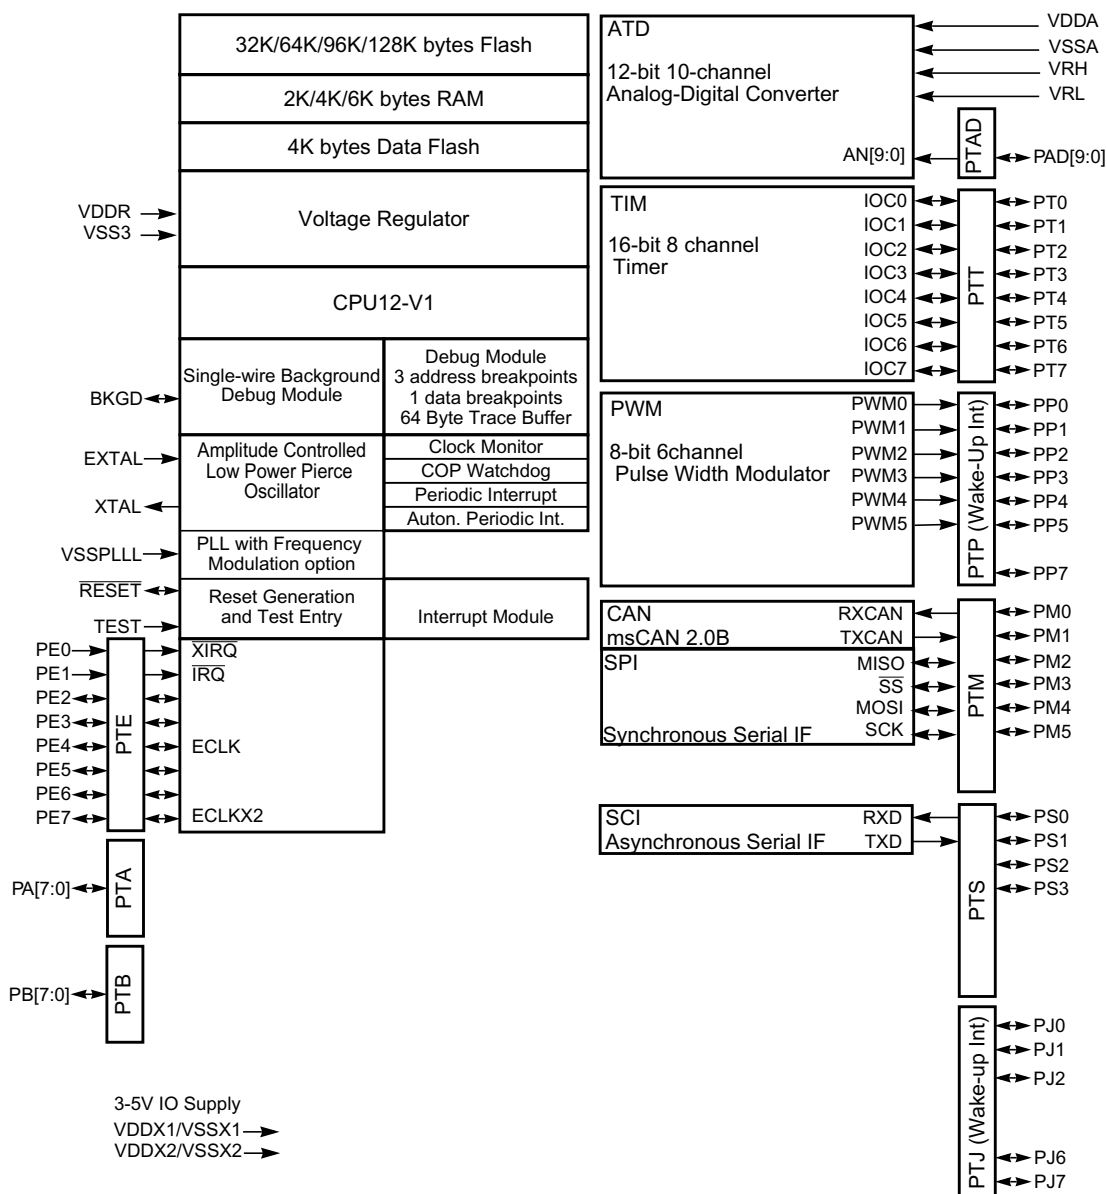 32K/64K/96K/128K bytes Flash
2K/4K/6K bytes RAM
4K bytes Data Flash
VDDR
VSS3
Voltage Regulator
CPU12-V1
BKGD
Single-wire Background
Debug Module
Debug Module
3 address breakpoints
1 data breakpoints
64 Byte Trace Buffer
EXTAL
XTAL
Amplitude Controlled
Low Power Pierce
Oscillator
Clock Monitor
COP Watchdog
Periodic Interrupt
Auton. Periodic Int.
VSSPLLL
PLL with Frequency
Modulation option
RESET
TEST
Reset Generation
and Test Entry
Interrupt Module
PE0
PE1
PE2
PE3
PE4
PE5
PE6
PE7
PTE
XIRQ
IRQ
ECLK
ECLKX2
PA[7:0]
PTA
PB[7:0]
PTB
3-5V IO Supply
VDDX1/VSSX1
VDDX2/VSSX2
ATD
12-bit 10-channel
Analog-Digital Converter
AN[9:0]
VDDA
VSSA
VRH
VRL
PTAD
PAD[9:0]
TIM
16-bit 8 channel
Timer
IOC0
IOC1
IOC2
IOC3
IOC4
IOC5
IOC6
IOC7
PTT
PT0
PT1
PT2
PT3
PT4
PT5
PT6
PT7
PWM
8-bit 6channel
Pulse Width Modulator
PWM0
PWM1
PWM2
PWM3
PWM4
PWM5
PTP (Wake-Up Int)
PP0
PP1
PP2
PP3
PP4
PP5
PP7
CAN
msCAN 2.0B
RXCAN
TXCAN
SPI
Synchronous Serial IF
MISO
SS
MOSI
SCK
PTM
PM0
PM1
PM2
PM3
PM4
PM5
SCI
Asynchronous Serial IF
RXD
TXD
PTS
PS0
PS1
PS2
PS3
PTJ (Wake-up Int)
PJ0
PJ1
PJ2
PJ6
PJ7